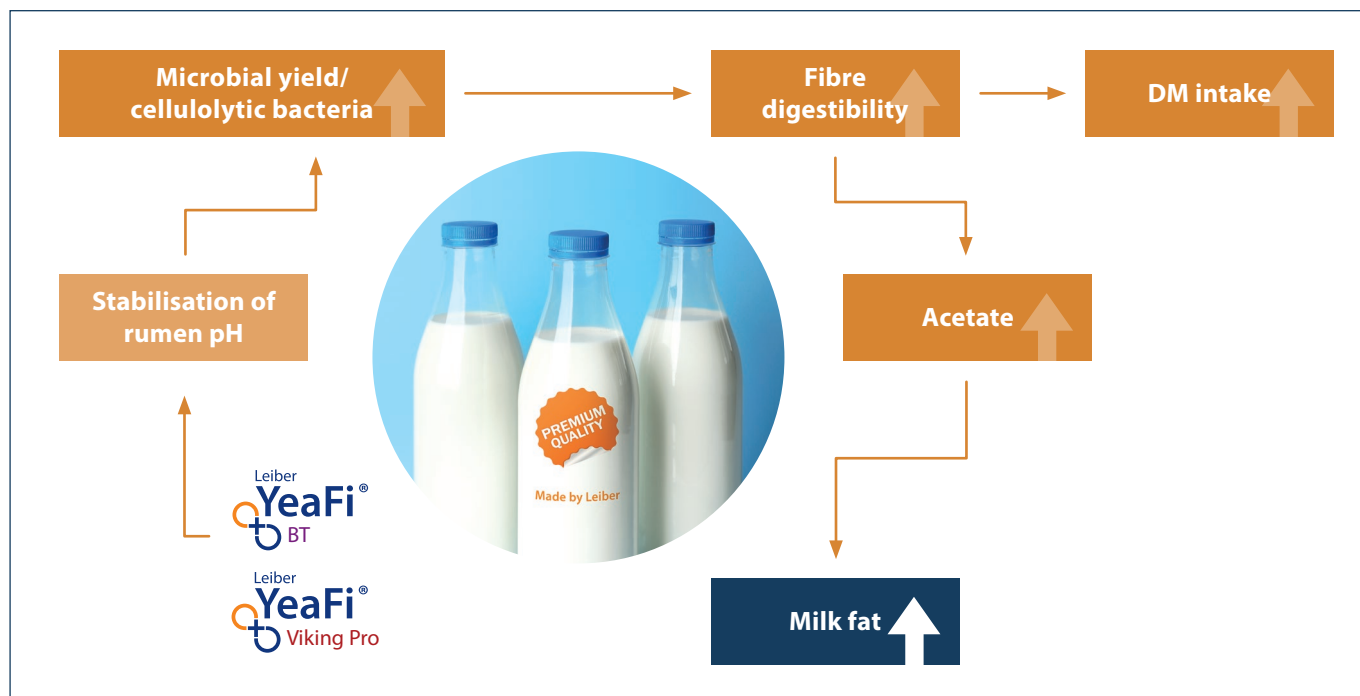 Microbial yield/
cellulolytic bacteria
Fibre
digestibility
DM intake
Stabilisation of
rumen pH
Acetate
PREMIUM
QUALITY
Made by Leiber
Leiber
YeaFi®
BT
Leiber
YeaFi®
Viking Pro
Milk fat